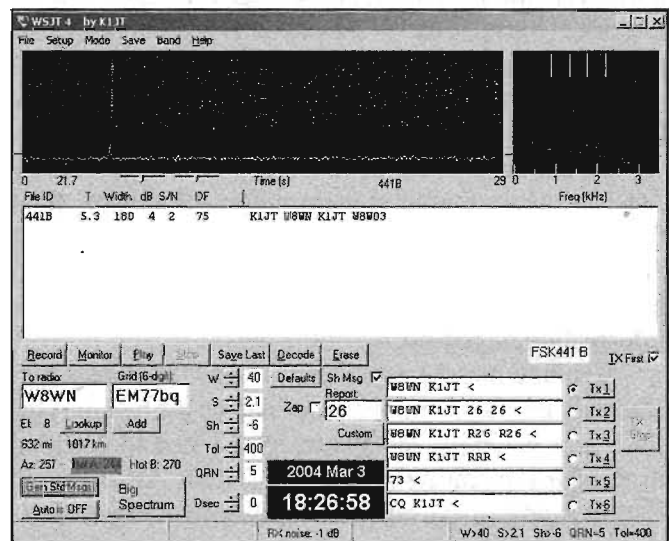 WSJT 4 by K1JT
File Setup Mode Save Band Help
0 21.7 Time (s) 441B 29 0 1 2 3
File ID T Width dB S/N DF Freq (kHz)
441B 5.3 180 4 2 75 K1JT W8WN K1JT W8W03
Record Monitor Play Stop Save Last Decode Erase FSK441 B TX First
To radio: Grid (6-digit)
W8WN EM77bq
El: 8 Lookup Add
632 mi 1017 km
Az: 257 Hot B: 270
Gen Std Msgs
Auto is OFF
Big Spectrum
W 40
S 2.1
Sh -6
Tol 400
QRN 5
Dsec 0
Defaults Sh Msg
Zap Report
26
Custom
2004 Mar 3
18:26:58
W8WN K1JT < Tx1
W8WN K1JT 26 26 < Tx2
W8WN K1JT R26 R26 < Tx3
W8WN K1JT RRR < Tx4
73 < Tx5
CQ K1JT < Tx6
Tx Stop
RX noise: -1 dB W>40 S>2.1 Sh>-6 QRN=5 Tol=400